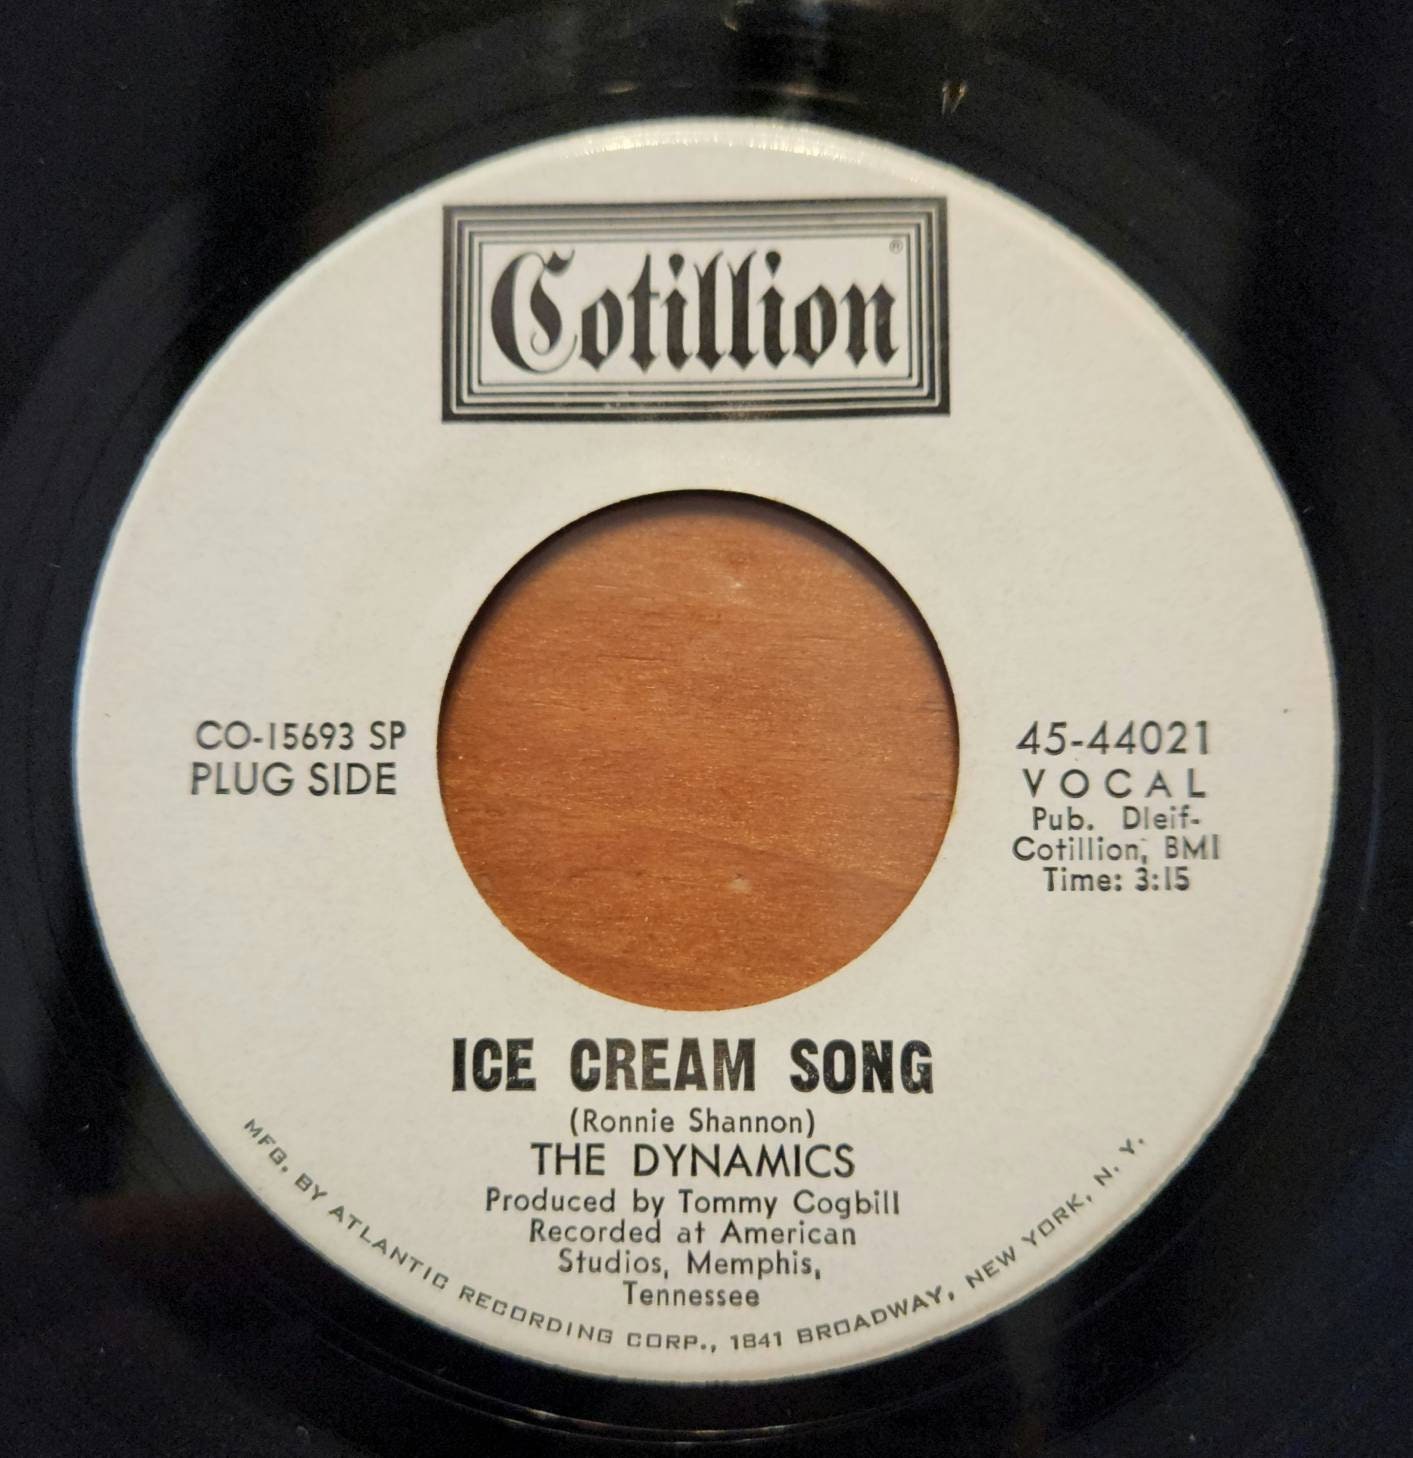 Cotillion®
CO-15693 SP
PLUG SIDE
45-44021
VOCAL
Pub. Dleif-
Cotillion, BMI
Time: 3:15
ICE CREAM SONG
(Ronnie Shannon)
THE DYNAMICS
Produced by Tommy Cogbill
Recorded at American
Studios, Memphis,
Tennessee
MFG. BY ATLANTIC RECORDING CORP., 1841 BROADWAY, NEW YORK, N. Y.